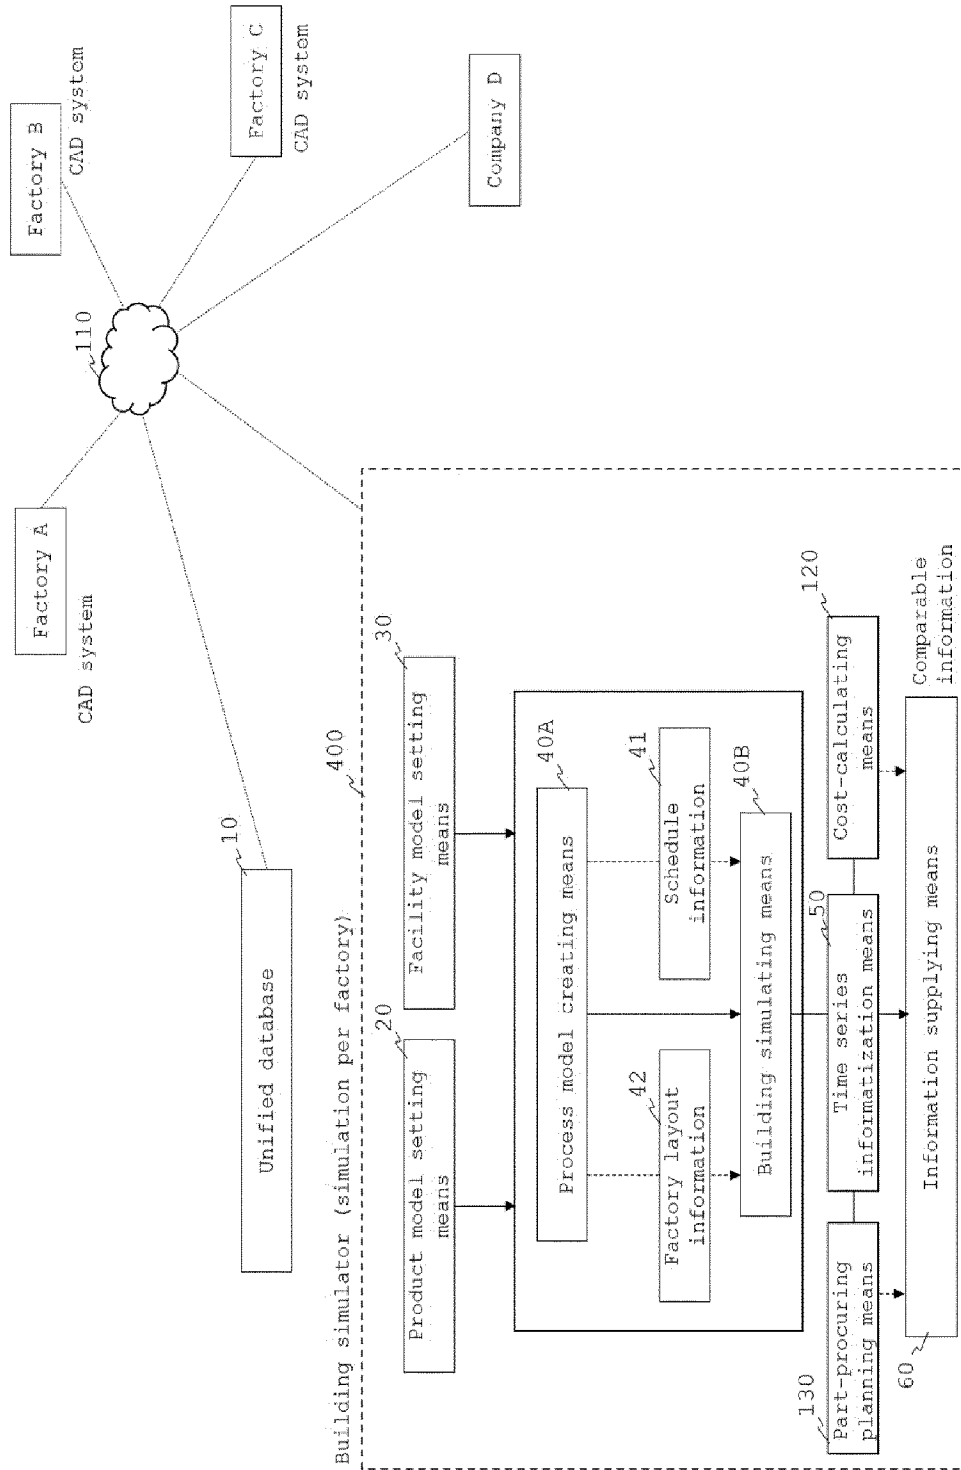 Factory A
CAD system
110
Factory B
CAD system
Factory C
CAD system
Company D
10
Unified database
Building simulator (simulation per factory)
400
20
Product model setting
means
30
Facility model setting
means
40A
Process model creating means
42
Factory layout
information
41
Schedule
information
40B
Building simulating means
130
Part-procuring
planning means
50
Time series
informatization means
120
Cost-calculating
means
60
Information supplying means
Comparable
information